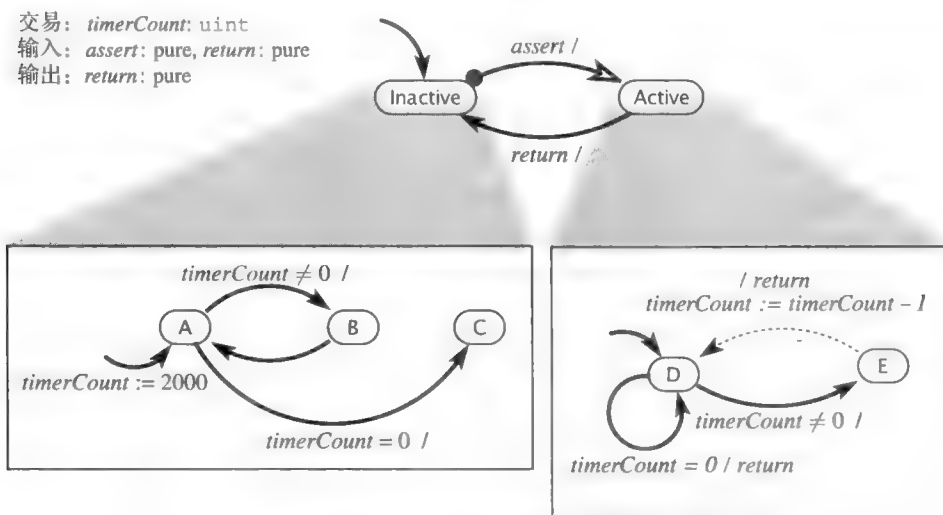 交易：timerCount: uint
输入：assert: pure, return: pure
输出：return: pure
assert /
Inactive
Active
return /
timerCount ≠ 0 /
A
B
C
timerCount := 2000
timerCount = 0 /
/ return
timerCount := timerCount − 1
D
E
timerCount ≠ 0 /
timerCount = 0 / return